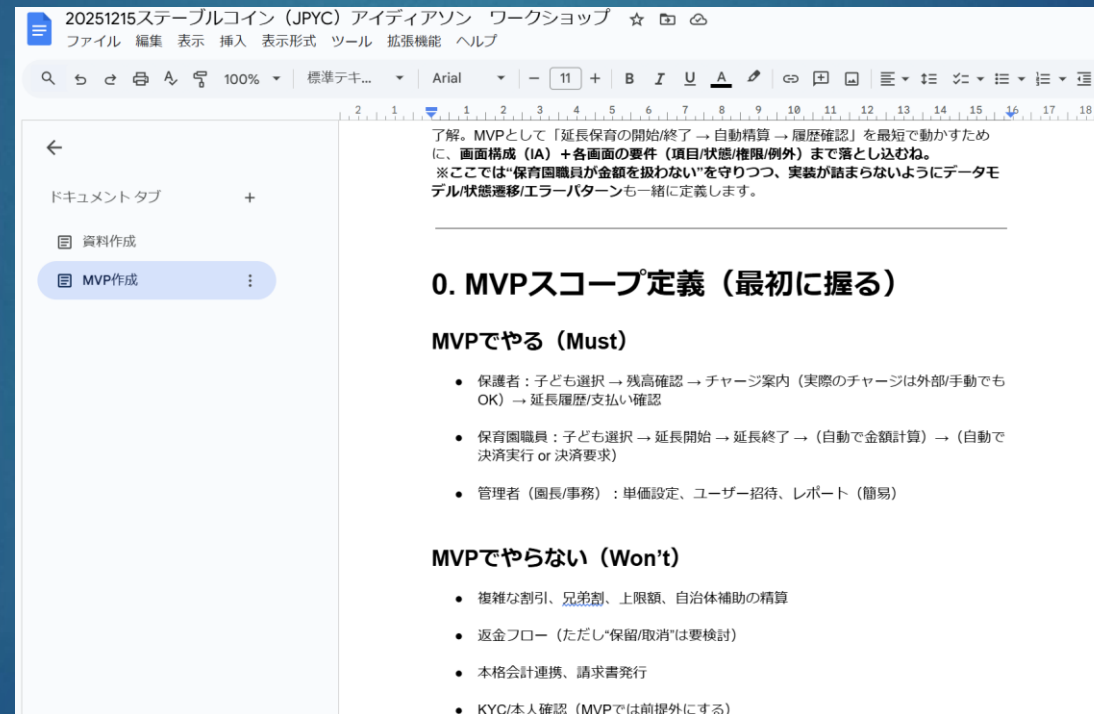 20251215ステーブルコイン（JPYC）アイディアソン　ワークショップ
ファイル 編集 表示 挿入 表示形式 ツール 拡張機能 ヘルプ
100% 標準テキ... Arial − 11 + B I U A
2 1 1 2 3 4 5 6 7 8 9 10 11 12 13 14 15 16 17 18
了解。MVPとして「延長保育の開始/終了 → 自動精算 → 履歴確認」を最短で動かすため
に、画面構成（IA）＋各画面の要件（項目/状態/権限/例外）まで落とし込むね。
※ここでは“保育園職員が金額を扱わない”を守りつつ、実装が詰まらないようにデータモ
デル/状態遷移/エラーパターンも一緒に定義します。
ドキュメント タブ +
資料作成
MVP作成
0. MVPスコープ定義（最初に握る）
MVPでやる（Must）
● 保護者：子ども選択 → 残高確認 → チャージ案内（実際のチャージは外部/手動でも
OK）→ 延長履歴/支払い確認
● 保育園職員：子ども選択 → 延長開始 → 延長終了 →（自動で金額計算）→（自動で
決済実行 or 決済要求）
● 管理者（園長/事務）：単価設定、ユーザー招待、レポート（簡易）
MVPでやらない（Won’t）
● 複雑な割引、兄弟割、上限額、自治体補助の精算
● 返金フロー（ただし“保留/取消”は要検討）
● 本格会計連携、請求書発行
● KYC/本人確認（MVPでは前提外にする）